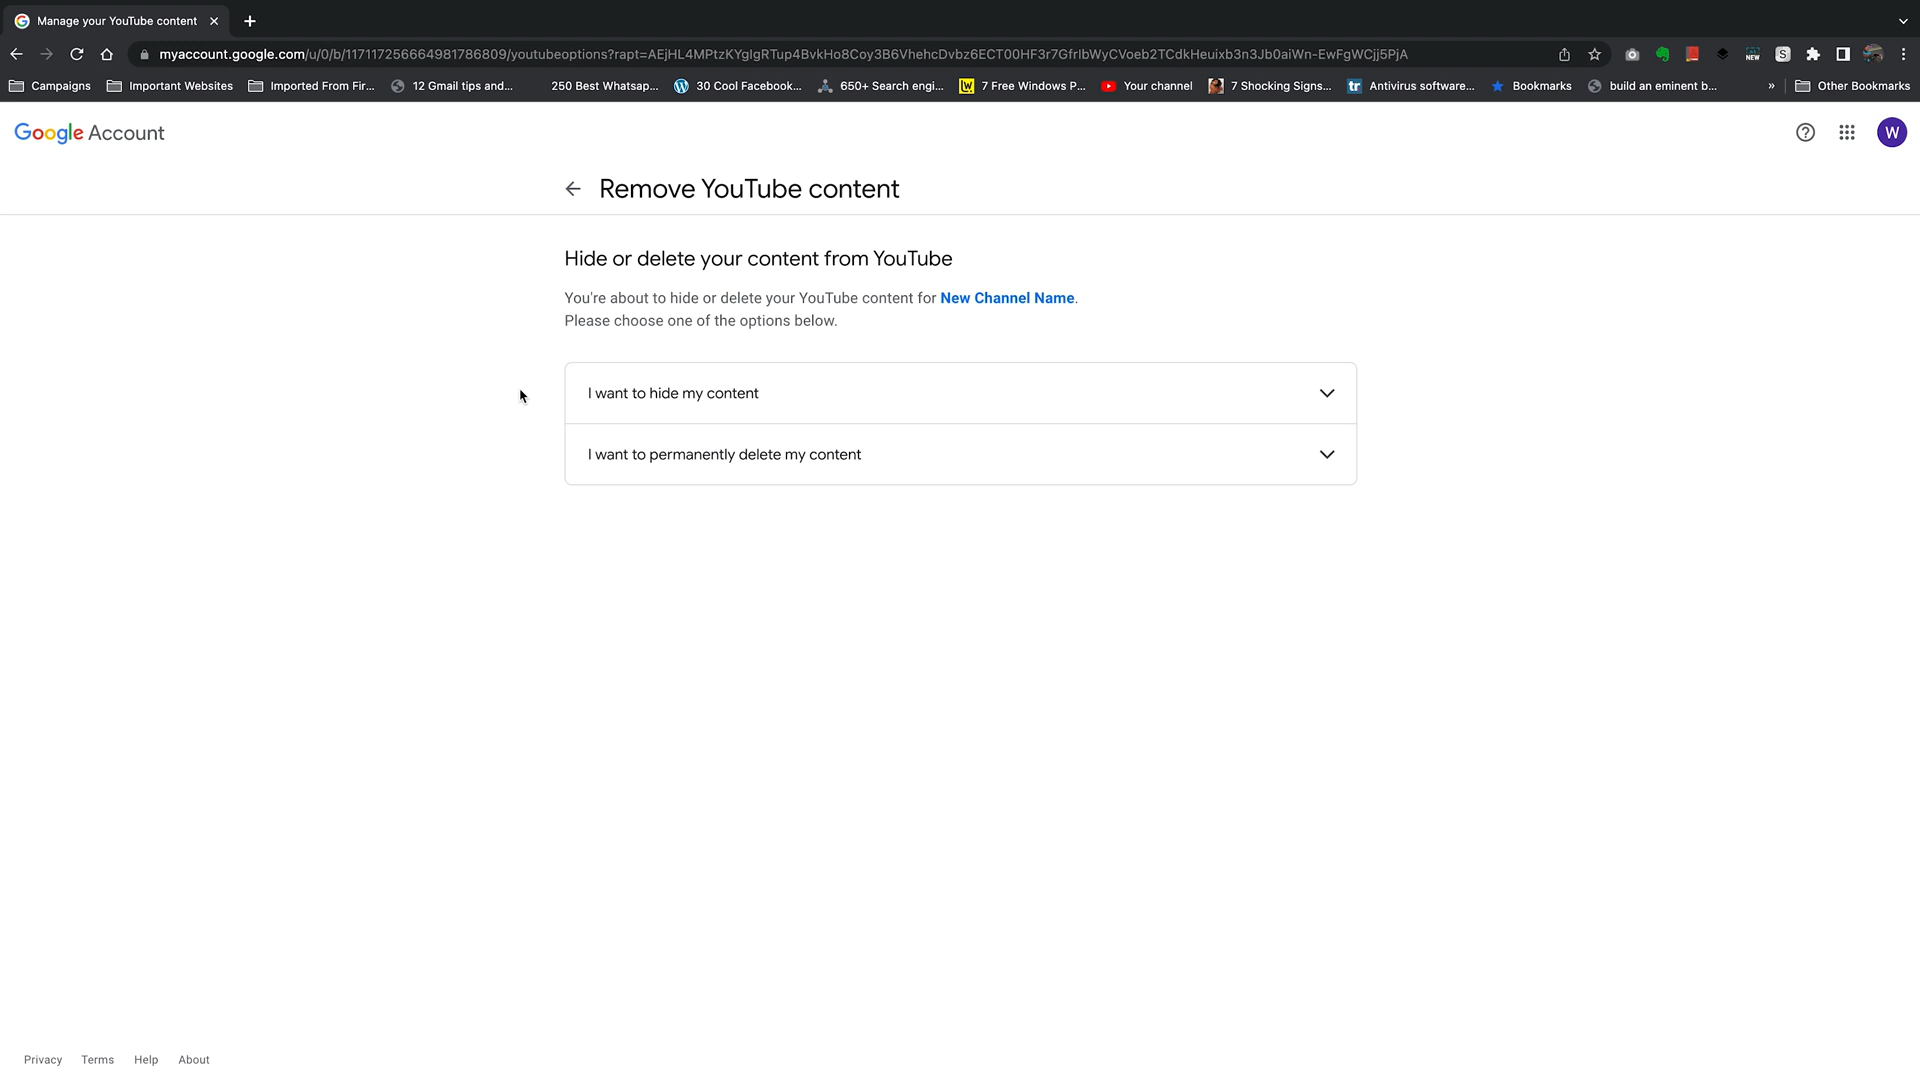 Manage your YouTube content
myaccount.google.com/u/0/b/117117256664981786809/youtubeoptions?rapt=AEjHL4MPtzKYgIgRTup4BvkHo8Coy3B6VhehcDvbz6ECT00HF3r7GfrIbWyCVoeb2TCdkHeuixb3n3Jb0aiWn-EwFgWCjj5PjA
NEW
S
Campaigns Important Websites Imported From Fir... 12 Gmail tips and... 250 Best Whatsap... 30 Cool Facebook... 650+ Search engi... 7 Free Windows P... Your channel 7 Shocking Signs... tr Antivirus software... Bookmarks build an eminent b... » Other Bookmarks
Google Account
W
Remove YouTube content
Hide or delete your content from YouTube
You're about to hide or delete your YouTube content for New Channel Name.
Please choose one of the options below.
I want to hide my content
I want to permanently delete my content
Privacy Terms Help About